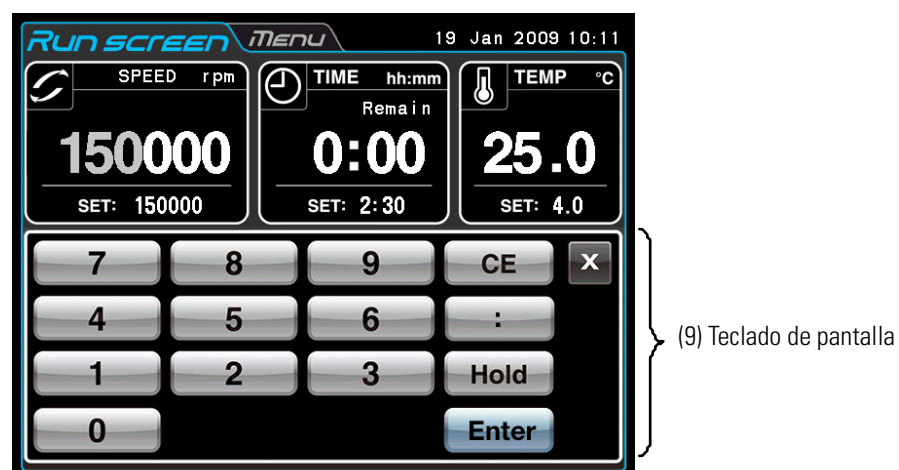 Run screen Menu 19 Jan 2009 10:11
SPEED rpm
150000
SET: 150000
TIME hh:mm
Remain
0:00
SET: 2:30
TEMP °C
25.0
SET: 4.0
7 8 9 CE X
4 5 6 :
1 2 3 Hold
0 Enter
(9) Teclado de pantalla